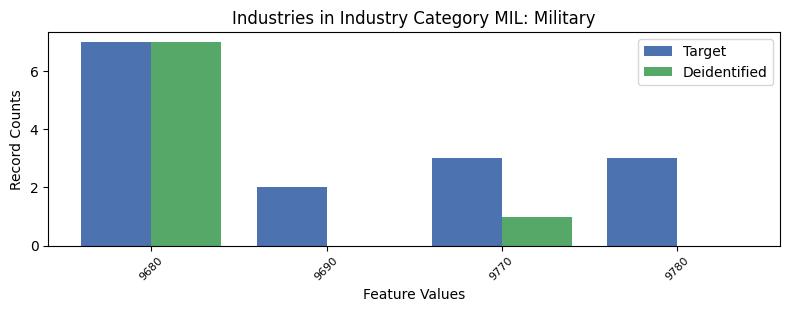 Industries in Industry Category MIL: Military
Target
Deidentified
Record Counts
6
4
2
0
9680
9690
9770
9780
Feature Values